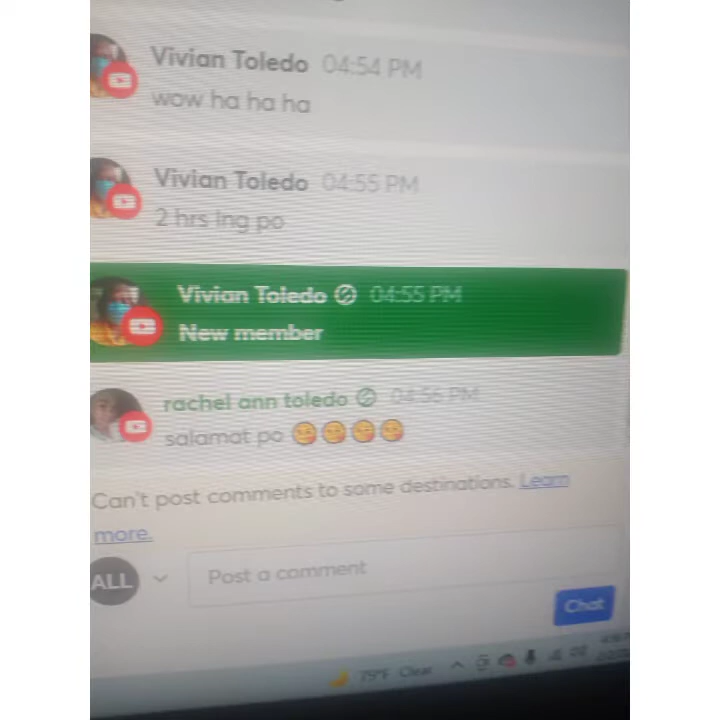 Vivian Toledo 04:54 PM
wow ha ha ha
Vivian Toledo 04:55 PM
2 hrs lng po
Vivian Toledo 04:55 PM
New member
rachel ann toledo 04:56 PM
salamat po 😋😋😋😋
Can't post comments to some destinations. Learn
more.
ALL
Post a comment
Chat
79°F Clear